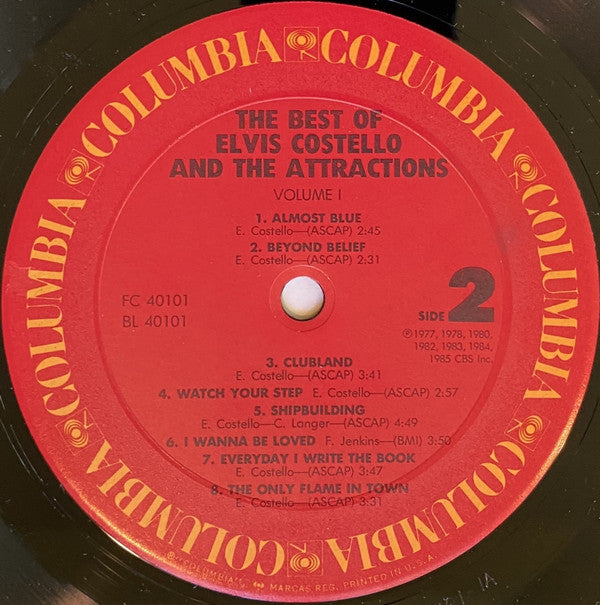 COLUMBIA COLUMBIA COLUMBIA COLUMBIA COLUMBIA COLUMBIA
THE BEST OF
ELVIS COSTELLO
AND THE ATTRACTIONS
VOLUME I
1. ALMOST BLUE
E. Costello—(ASCAP) 2:45
2. BEYOND BELIEF
E. Costello—(ASCAP) 2:31
FC 40101
BL 40101
SIDE 2
Ⓟ1977, 1978, 1980,
1982, 1983, 1984,
1985 CBS Inc.
3. CLUBLAND
E. Costello—(ASCAP) 3:41
4. WATCH YOUR STEP E. Costello—(ASCAP) 2:57
5. SHIPBUILDING
E. Costello—C. Langer—(ASCAP) 4:49
6. I WANNA BE LOVED F. Jenkins—(BMI) 3:50
7. EVERYDAY I WRITE THE BOOK
E. Costello—(ASCAP) 3:47
8. THE ONLY FLAME IN TOWN
E. Costello—(ASCAP) 3:31
"COLUMBIA", MARCAS REG. PRINTED IN U.S.A.
1A